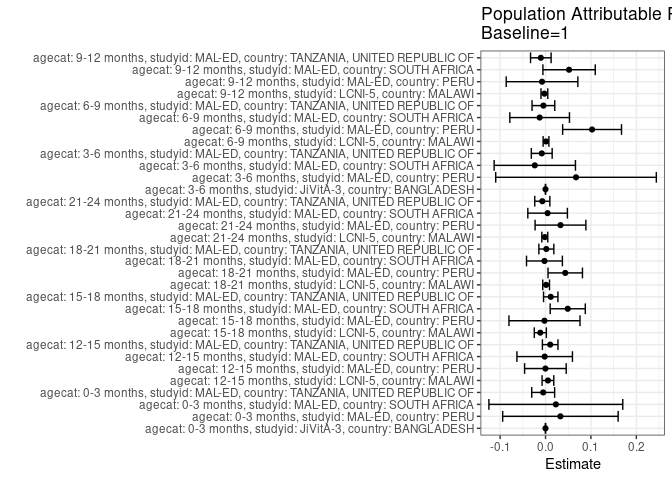 Population Attributable
Baseline=1
agecat: 9-12 months, studyid: MAL-ED, country: TANZANIA, UNITED REPUBLIC OF
agecat: 9-12 months, studyid: MAL-ED, country: SOUTH AFRICA
agecat: 9-12 months, studyid: MAL-ED, country: PERU
agecat: 9-12 months, studyid: LCNI-5, country: MALAWI
agecat: 6-9 months, studyid: MAL-ED, country: TANZANIA, UNITED REPUBLIC OF
agecat: 6-9 months, studyid: MAL-ED, country: SOUTH AFRICA
agecat: 6-9 months, studyid: MAL-ED, country: PERU
agecat: 6-9 months, studyid: LCNI-5, country: MALAWI
agecat: 3-6 months, studyid: MAL-ED, country: TANZANIA, UNITED REPUBLIC OF
agecat: 3-6 months, studyid: MAL-ED, country: SOUTH AFRICA
agecat: 3-6 months, studyid: MAL-ED, country: PERU
agecat: 3-6 months, studyid: JiVitA-3, country: BANGLADESH
agecat: 21-24 months, studyid: MAL-ED, country: TANZANIA, UNITED REPUBLIC OF
agecat: 21-24 months, studyid: MAL-ED, country: SOUTH AFRICA
agecat: 21-24 months, studyid: MAL-ED, country: PERU
agecat: 21-24 months, studyid: LCNI-5, country: MALAWI
agecat: 18-21 months, studyid: MAL-ED, country: TANZANIA, UNITED REPUBLIC OF
agecat: 18-21 months, studyid: MAL-ED, country: SOUTH AFRICA
agecat: 18-21 months, studyid: MAL-ED, country: PERU
agecat: 18-21 months, studyid: LCNI-5, country: MALAWI
agecat: 15-18 months, studyid: MAL-ED, country: TANZANIA, UNITED REPUBLIC OF
agecat: 15-18 months, studyid: MAL-ED, country: SOUTH AFRICA
agecat: 15-18 months, studyid: MAL-ED, country: PERU
agecat: 15-18 months, studyid: LCNI-5, country: MALAWI
agecat: 12-15 months, studyid: MAL-ED, country: TANZANIA, UNITED REPUBLIC OF
agecat: 12-15 months, studyid: MAL-ED, country: SOUTH AFRICA
agecat: 12-15 months, studyid: MAL-ED, country: PERU
agecat: 12-15 months, studyid: LCNI-5, country: MALAWI
agecat: 0-3 months, studyid: MAL-ED, country: TANZANIA, UNITED REPUBLIC OF
agecat: 0-3 months, studyid: MAL-ED, country: SOUTH AFRICA
agecat: 0-3 months, studyid: MAL-ED, country: PERU
agecat: 0-3 months, studyid: JiVitA-3, country: BANGLADESH
-0.1 0.0 0.1 0.2
Estimate